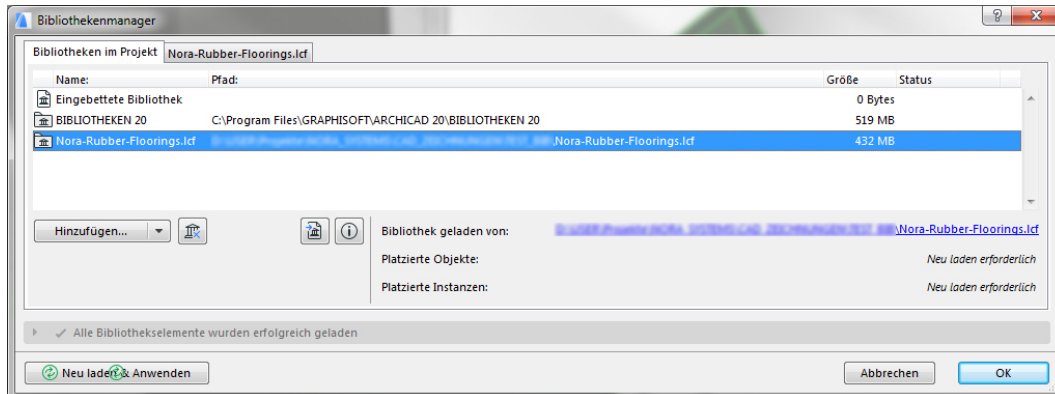 Bibliothekenmanager
Bibliotheken im Projekt Nora-Rubber-Floorings.lcf
Name: Pfad: Größe Status
Eingebettete Bibliothek 0 Bytes
BIBLIOTHEKEN 20 C:\Program Files\GRAPHISOFT\ARCHICAD 20\BIBLIOTHEKEN 20 519 MB
Nora-Rubber-Floorings.lcf Nora-Rubber-Floorings.lcf 432 MB
Hinzufügen... Bibliothek geladen von: \Nora-Rubber-Floorings.lcf
Platzierte Objekte: Neu laden erforderlich
Platzierte Instanzen: Neu laden erforderlich
Alle Bibliothekselemente wurden erfolgreich geladen
Neu laden & Anwenden Abbrechen OK